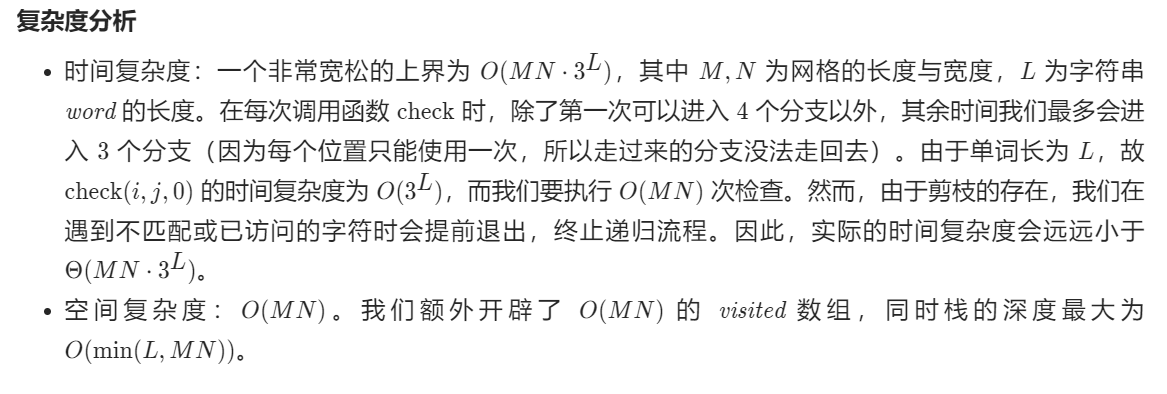 复杂度分析
• 时间复杂度：一个非常宽松的上界为 O(MN · 3^L)，其中 M, N 为网格的长度与宽度，L 为字符串
word 的长度。在每次调用函数 check 时，除了第一次可以进入 4 个分支以外，其余时间我们最多会进
入 3 个分支（因为每个位置只能使用一次，所以走过来的分支没法走回去）。由于单词长为 L，故
check(i, j, 0) 的时间复杂度为 O(3^L)，而我们要执行 O(MN) 次检查。然而，由于剪枝的存在，我们在
遇到不匹配或已访问的字符时会提前退出，终止递归流程。因此，实际的时间复杂度会远远小于
Θ(MN · 3^L)。
• 空间复杂度：O(MN)。我们额外开辟了 O(MN) 的 visited 数组，同时栈的深度最大为
O(min(L, MN))。